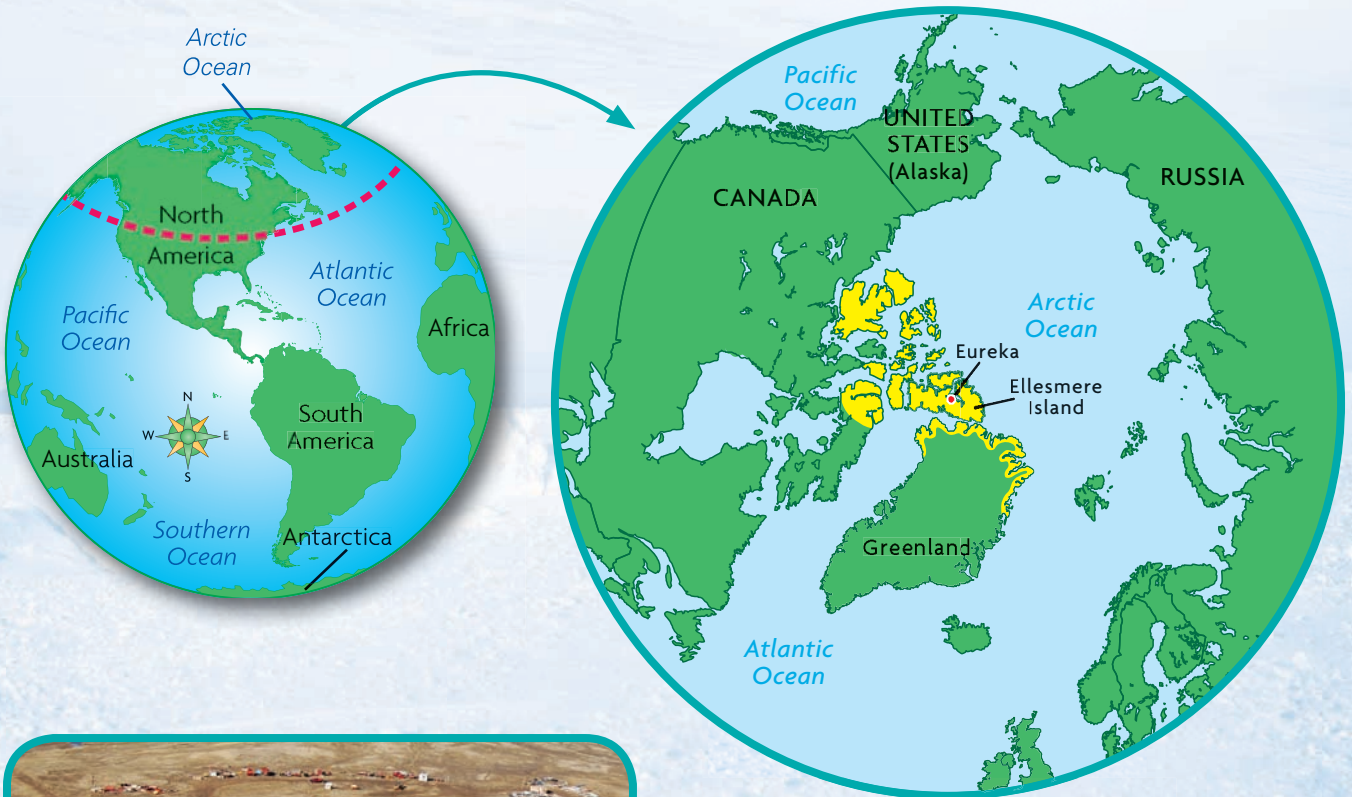 Arctic
Ocean
North
America
Atlantic
Ocean
Pacific
Ocean
Africa
N
W
E
S
South
America
Australia
Southern
Ocean
Antarctica
Pacific
Ocean
UNITED
STATES
(Alaska)
CANADA
RUSSIA
Arctic
Ocean
Eureka
Ellesmere
Island
Greenland
Atlantic
Ocean